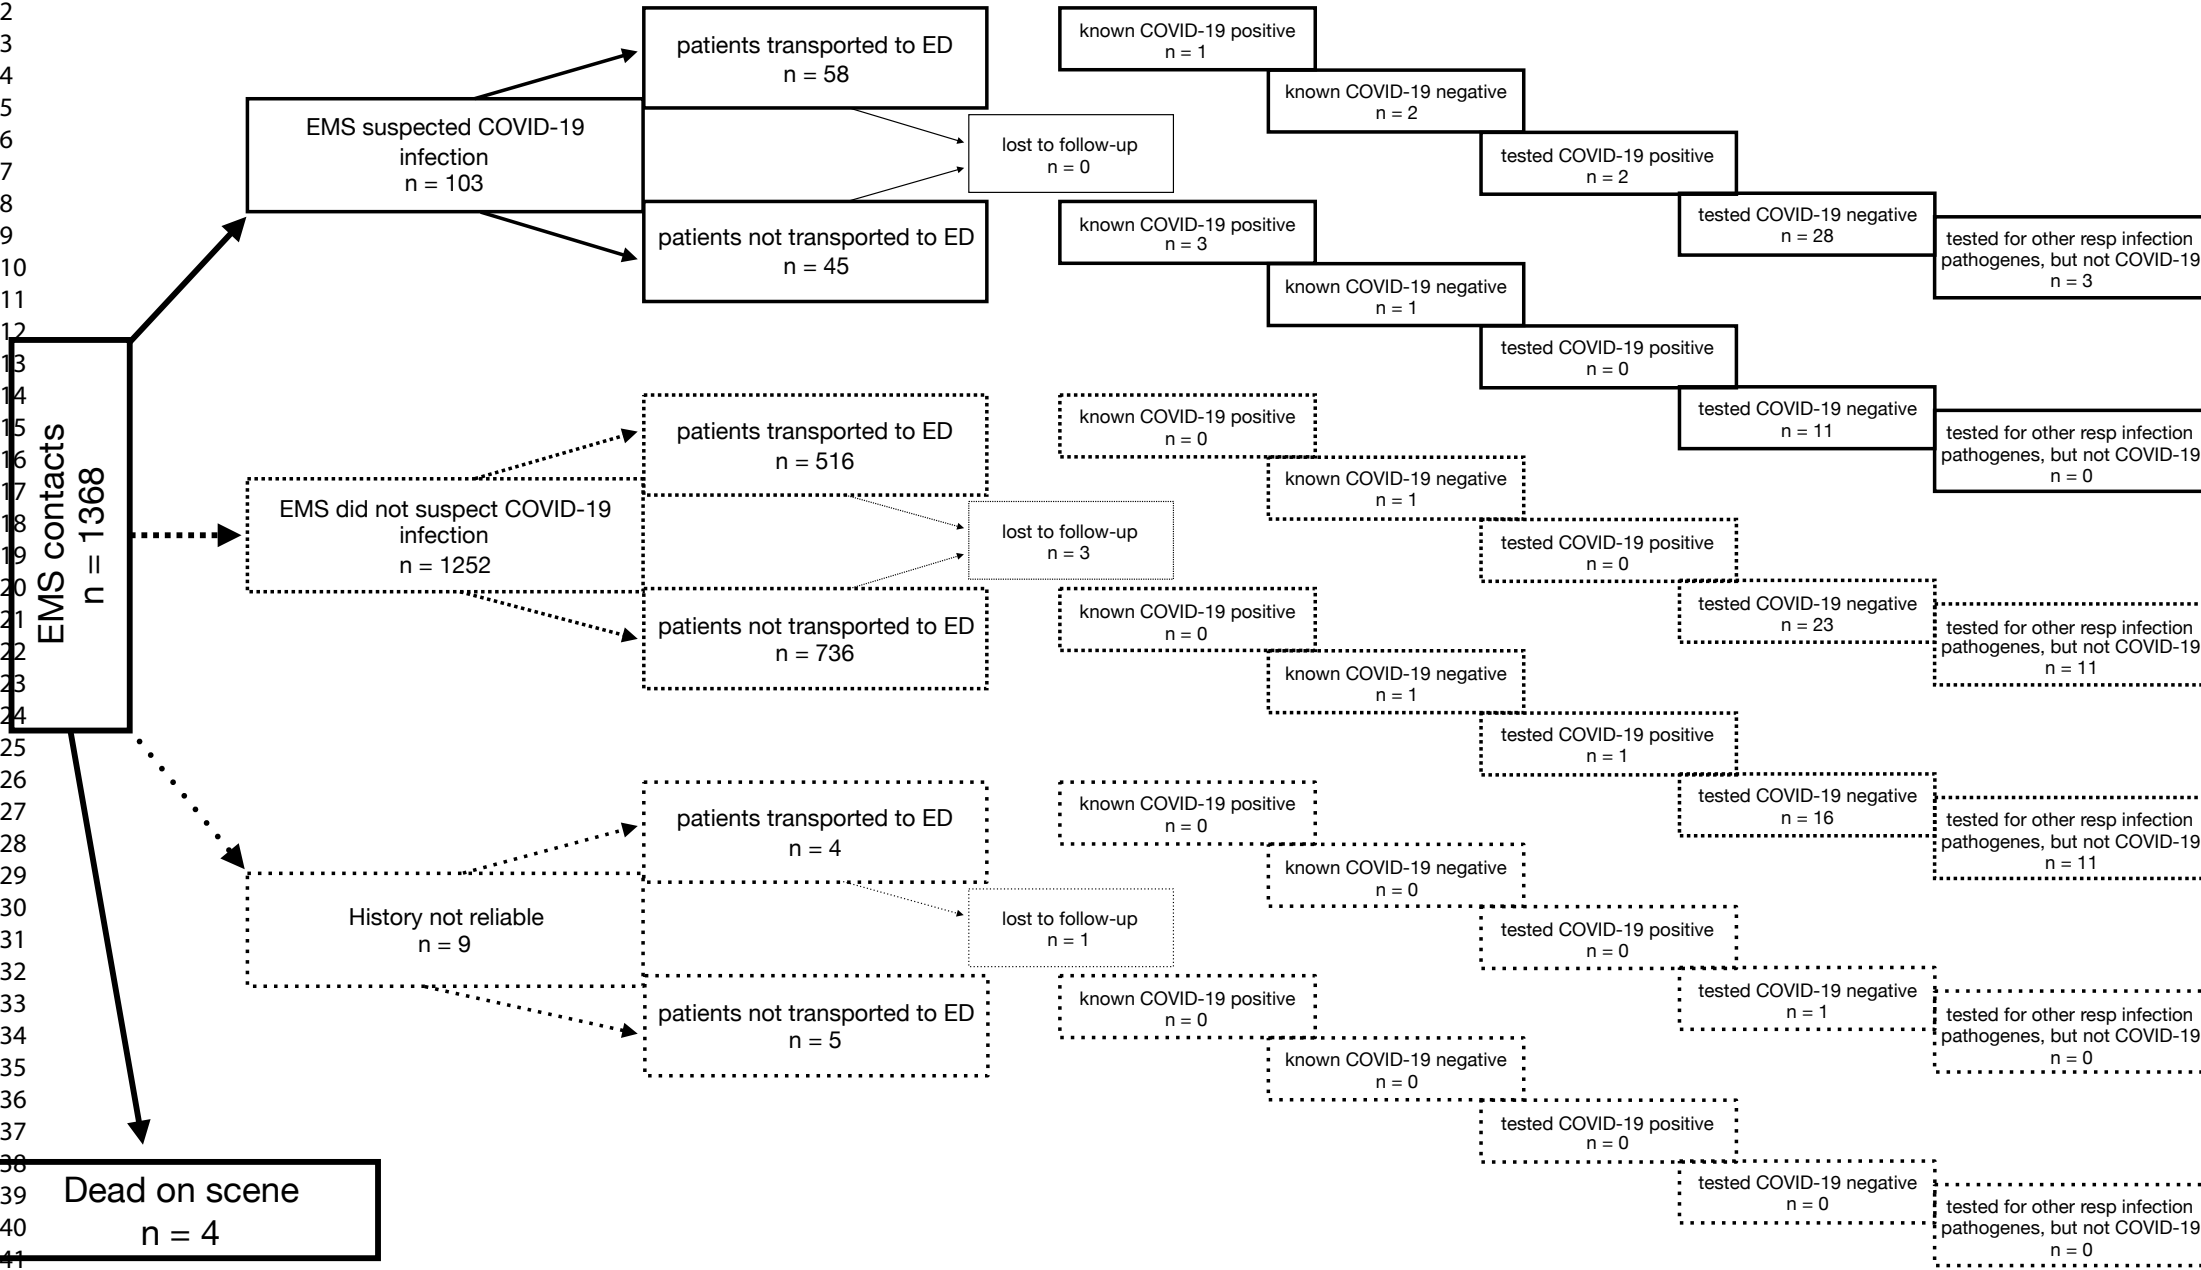 2
3
4
5
6
7
8
9
10
11
12
13
14
15
16
17
18
19
20
21
22
23
24
25
26
27
28
29
30
31
32
33
34
35
36
37
38
39
40
41
EMS contacts
n = 1368
Dead on scene
n = 4
EMS suspected COVID-19
infection
n = 103
patients transported to ED
n = 58
lost to follow-up
n = 0
patients not transported to ED
n = 45
known COVID-19 positive
n = 1
known COVID-19 negative
n = 2
tested COVID-19 positive
n = 2
tested COVID-19 negative
n = 28
tested for other resp infection
pathogenes, but not COVID-19
n = 3
known COVID-19 positive
n = 3
known COVID-19 negative
n = 1
tested COVID-19 positive
n = 0
tested COVID-19 negative
n = 11
tested for other resp infection
pathogenes, but not COVID-19
n = 0
EMS did not suspect COVID-19
infection
n = 1252
patients transported to ED
n = 516
lost to follow-up
n = 3
patients not transported to ED
n = 736
known COVID-19 positive
n = 0
known COVID-19 negative
n = 1
tested COVID-19 positive
n = 0
tested COVID-19 negative
n = 23
tested for other resp infection
pathogenes, but not COVID-19
n = 11
known COVID-19 positive
n = 0
known COVID-19 negative
n = 1
tested COVID-19 positive
n = 1
tested COVID-19 negative
n = 16
tested for other resp infection
pathogenes, but not COVID-19
n = 11
History not reliable
n = 9
patients transported to ED
n = 4
lost to follow-up
n = 1
patients not transported to ED
n = 5
known COVID-19 positive
n = 0
known COVID-19 negative
n = 0
tested COVID-19 positive
n = 0
tested COVID-19 negative
n = 1
tested for other resp infection
pathogenes, but not COVID-19
n = 0
known COVID-19 positive
n = 0
known COVID-19 negative
n = 0
tested COVID-19 positive
n = 0
tested COVID-19 negative
n = 0
tested for other resp infection
pathogenes, but not COVID-19
n = 0